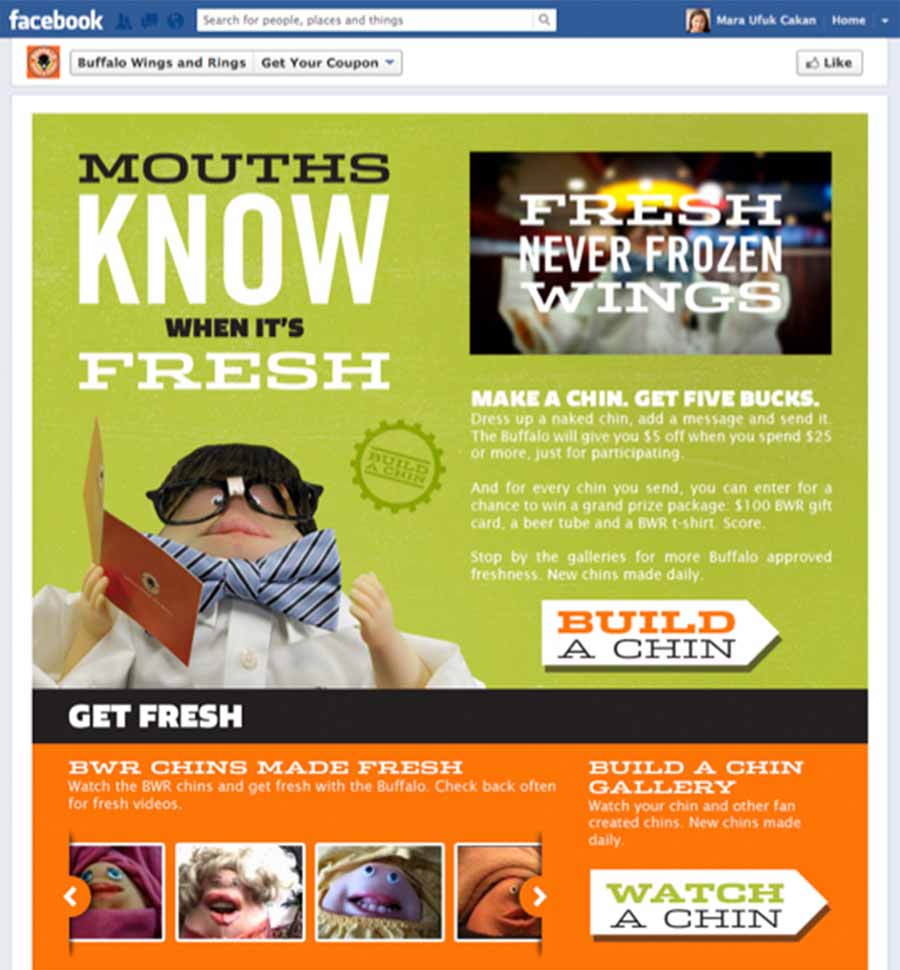 facebook
Search for people, places and things
Mara Ufuk Cakan
Home
Buffalo Wings and Rings
Get Your Coupon
Like
MOUTHS
KNOW
WHEN IT'S
FRESH
FRESH
NEVER FROZEN
WINGS
MAKE A CHIN. GET FIVE BUCKS.
Dress up a naked chin, add a message and send it.
The Buffalo will give you $5 off when you spend $25
or more, just for participating.
And for every chin you send, you can enter for a
chance to win a grand prize package: $100 BWR gift
card, a beer tube and a BWR t-shirt. Score.
Stop by the galleries for more Buffalo approved
freshness. New chins made daily.
BUILD
A CHIN
BUILD
A CHIN
GET FRESH
BWR CHINS MADE FRESH
Watch the BWR chins and get fresh with the Buffalo. Check back often
for fresh videos.
BUILD A CHIN
GALLERY
Watch your chin and other fan
created chins. New chins made
daily.
WATCH
A CHIN